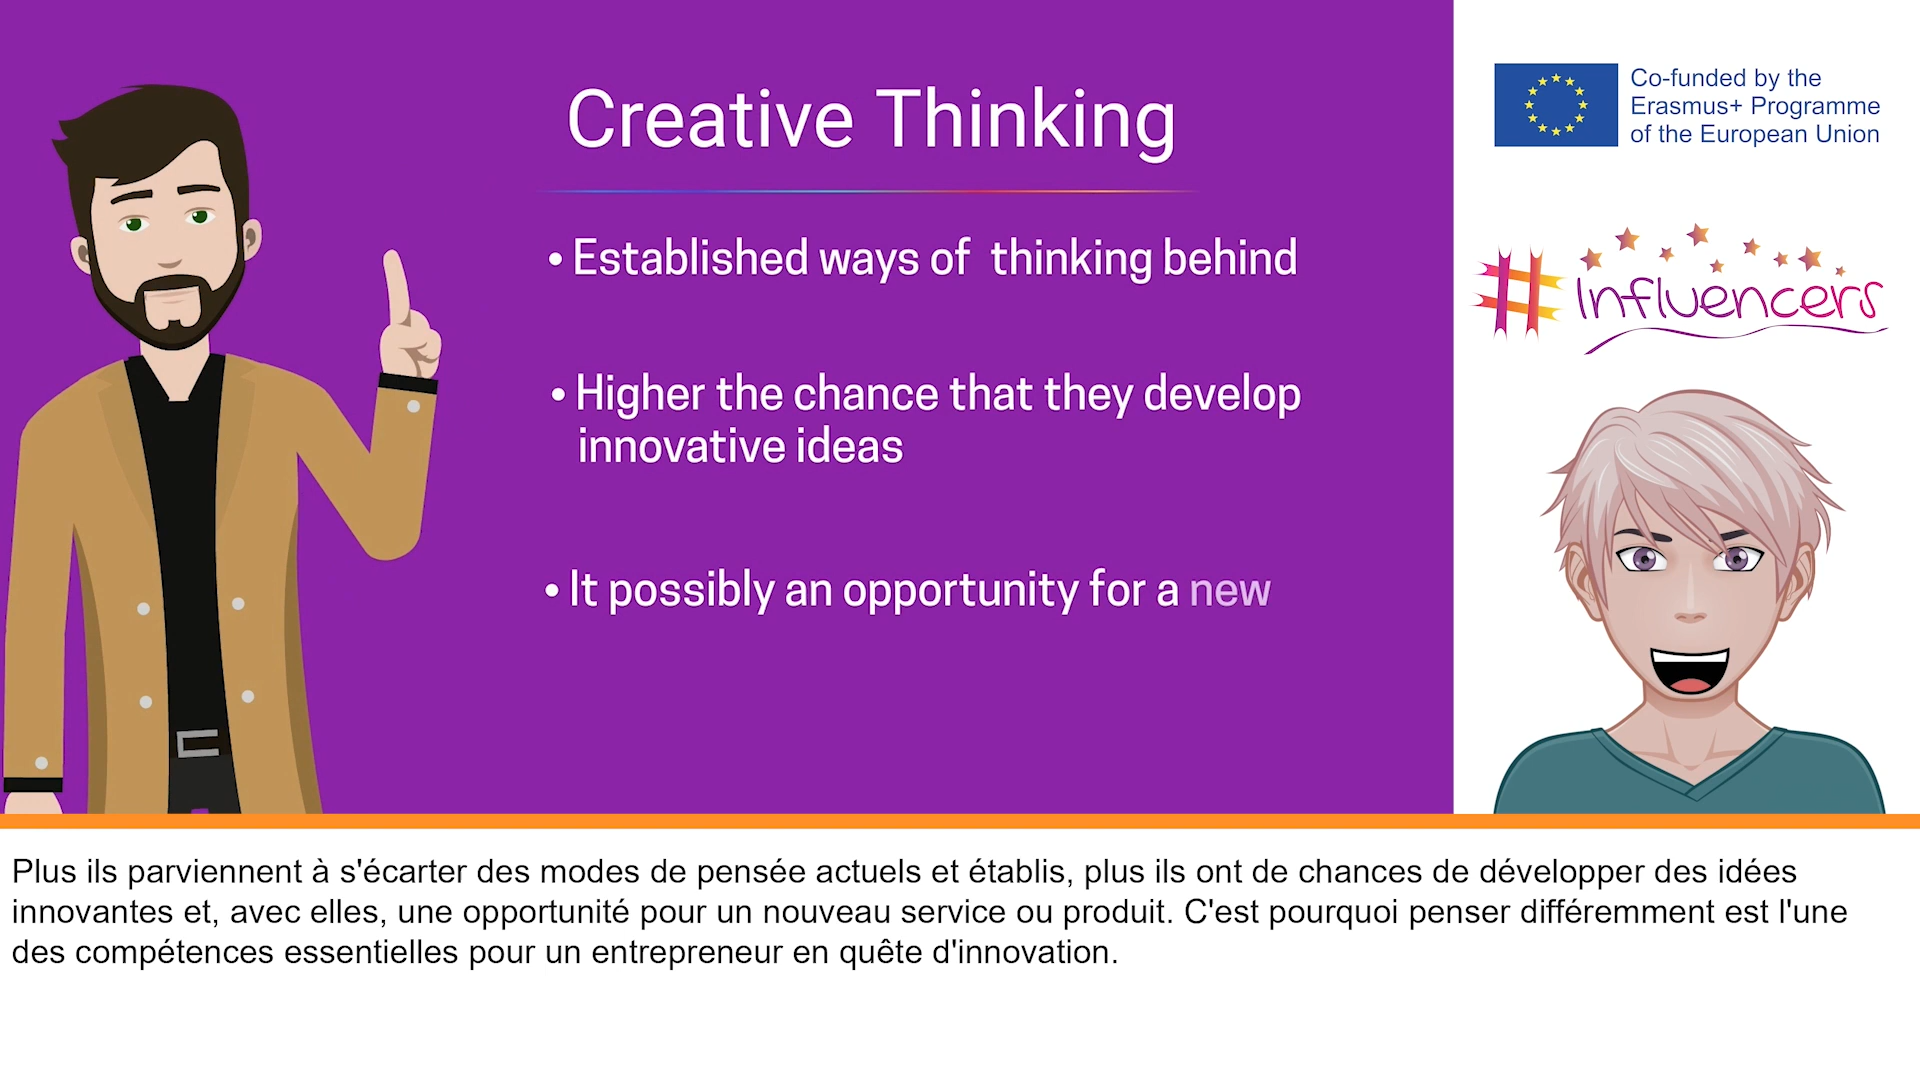 Creative Thinking
• Established ways of thinking behind
• Higher the chance that they develop
innovative ideas
• It possibly an opportunity for a new
Co-funded by the
Erasmus+ Programme
of the European Union
#Influencers
Plus ils parviennent à s'écarter des modes de pensée actuels et établis, plus ils ont de chances de développer des idées
innovantes et, avec elles, une opportunité pour un nouveau service ou produit. C'est pourquoi penser différemment est l'une
des compétences essentielles pour un entrepreneur en quête d'innovation.